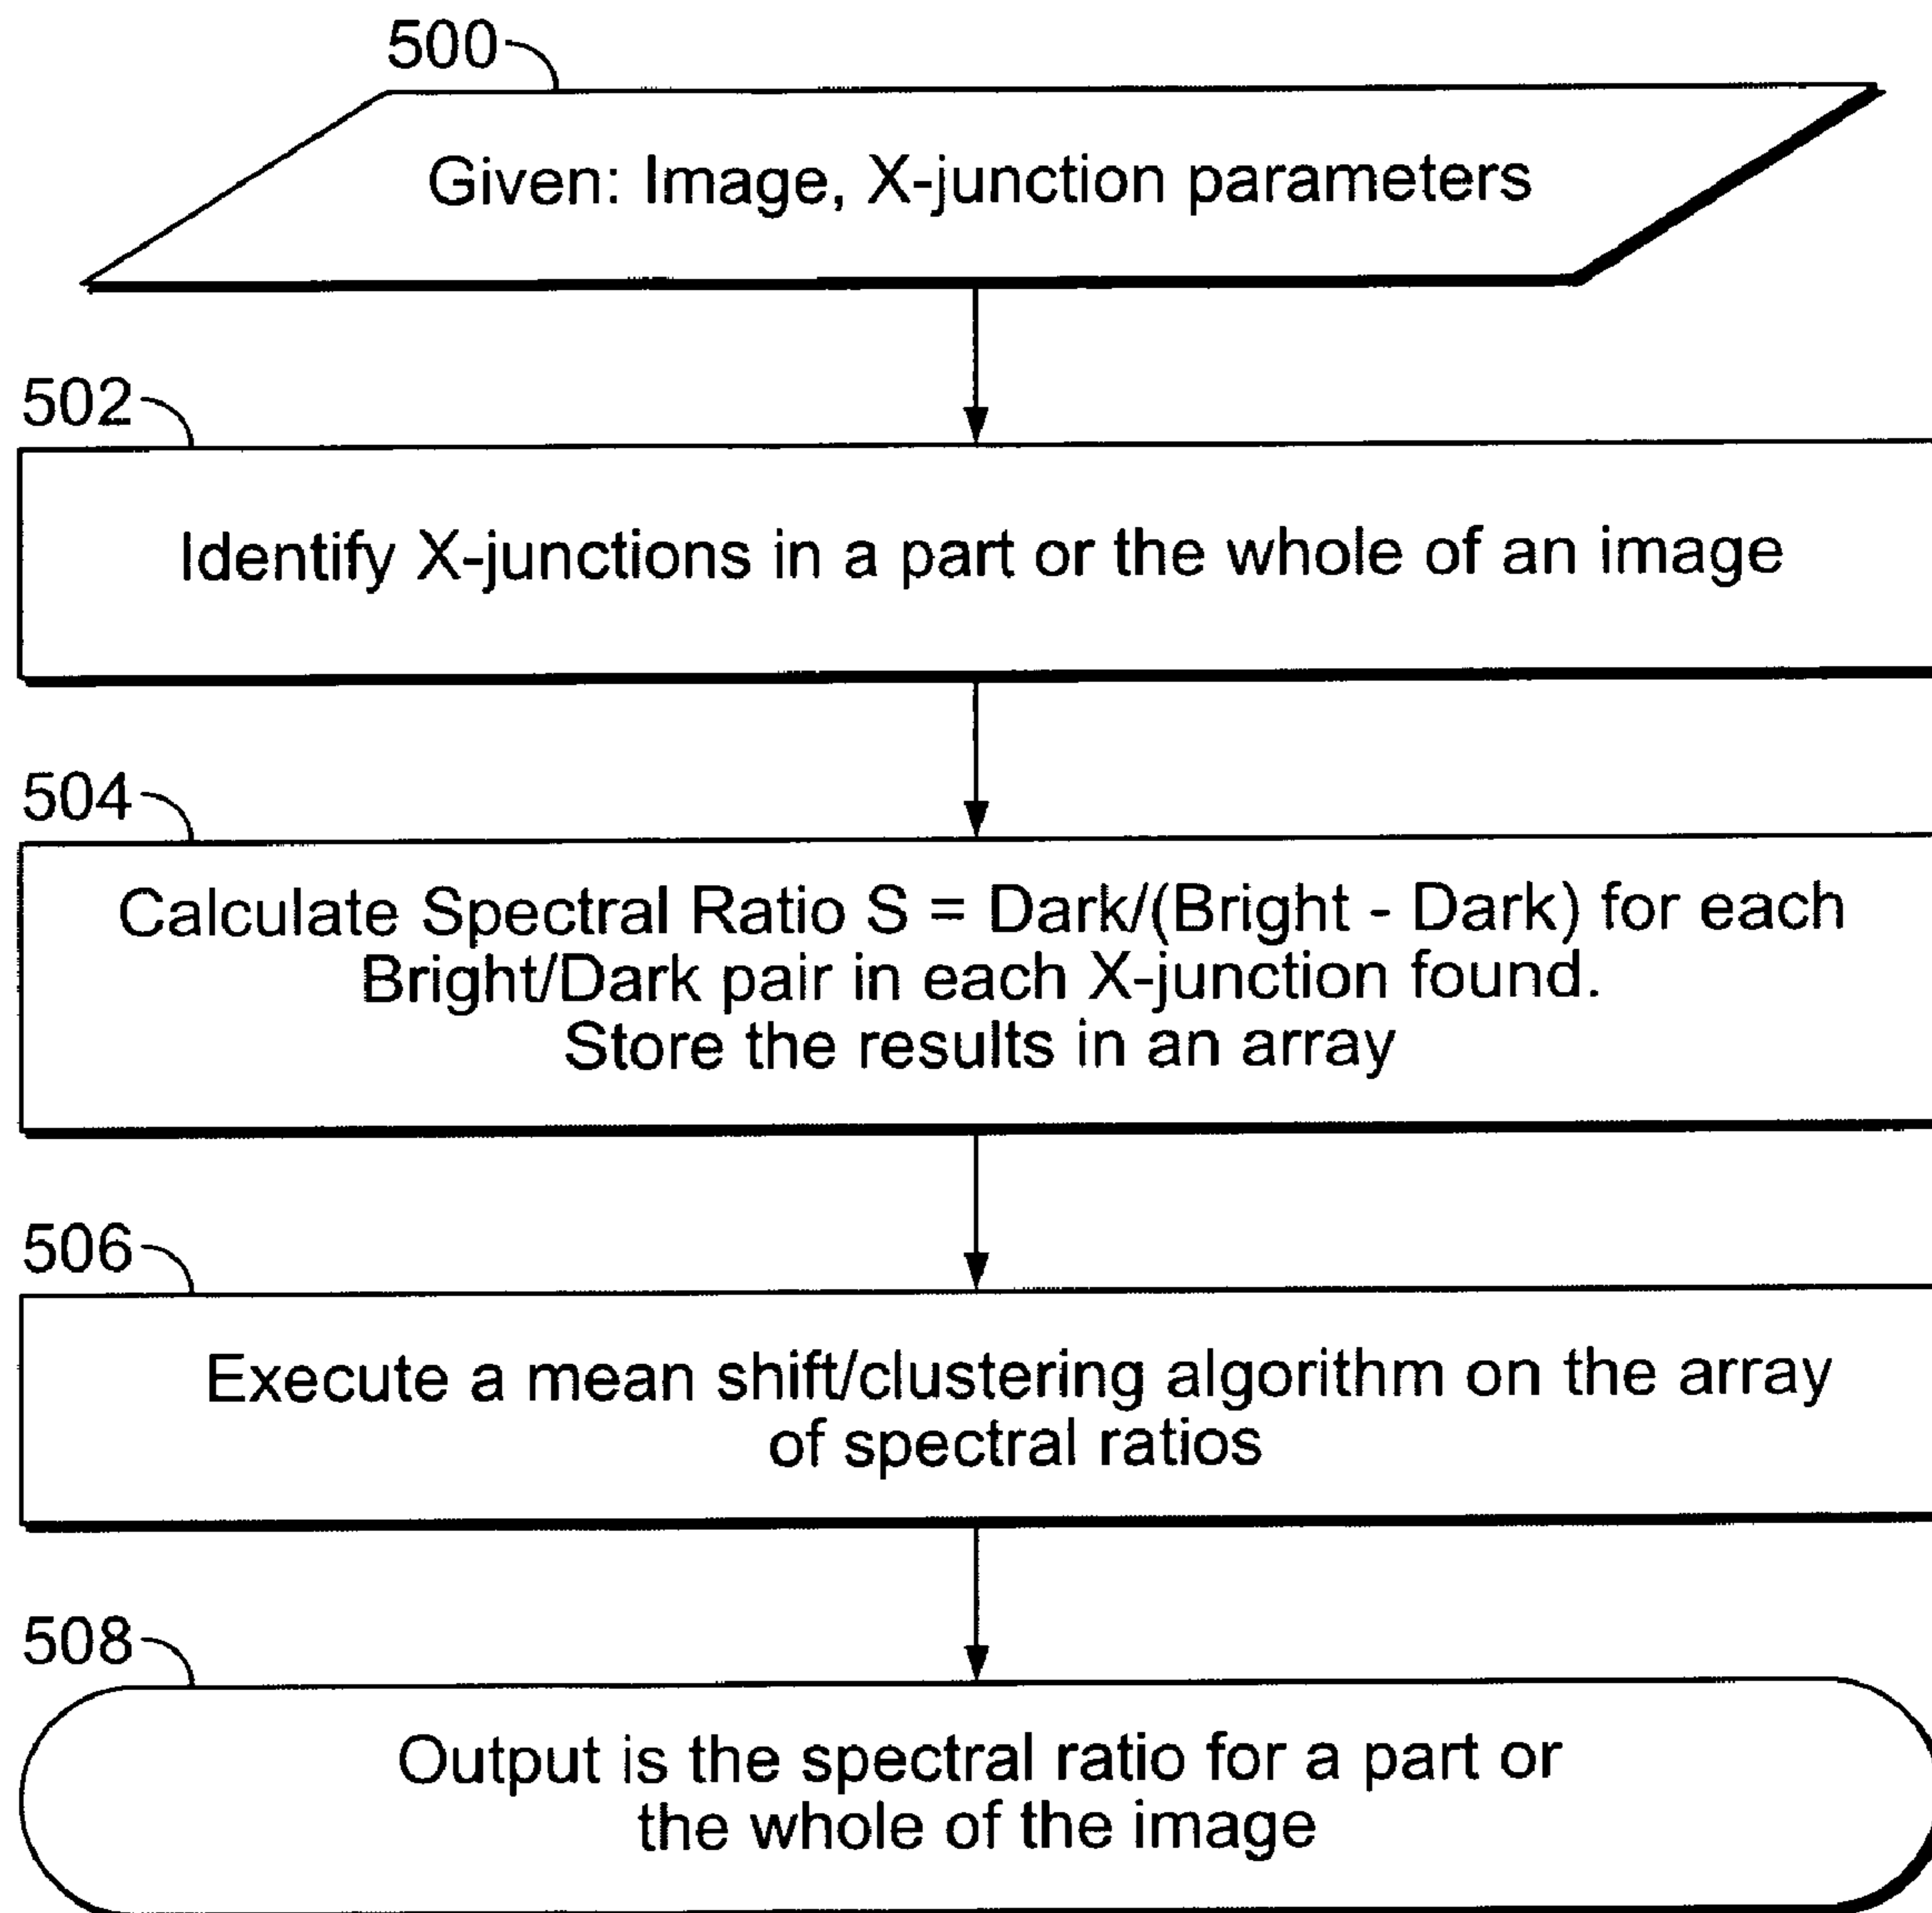 500
Given: Image, X-junction parameters
502
Identify X-junctions in a part or the whole of an image
504
Calculate Spectral Ratio S = Dark/(Bright - Dark) for each
Bright/Dark pair in each X-junction found.
Store the results in an array
506
Execute a mean shift/clustering algorithm on the array
of spectral ratios
508
Output is the spectral ratio for a part or
the whole of the image